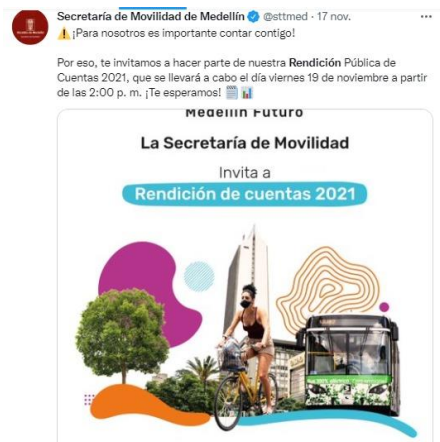 Secretaría de Movilidad de Medellín @sttmed · 17 nov.
⚠¡Para nosotros es importante contar contigo!
Por eso, te invitamos a hacer parte de nuestra Rendición Pública de
Cuentas 2021, que se llevará a cabo el día viernes 19 de noviembre a partir
de las 2:00 p. m. ¡Te esperamos!
Medellín Futuro
La Secretaría de Movilidad
Invita a
Rendición de cuentas 2021